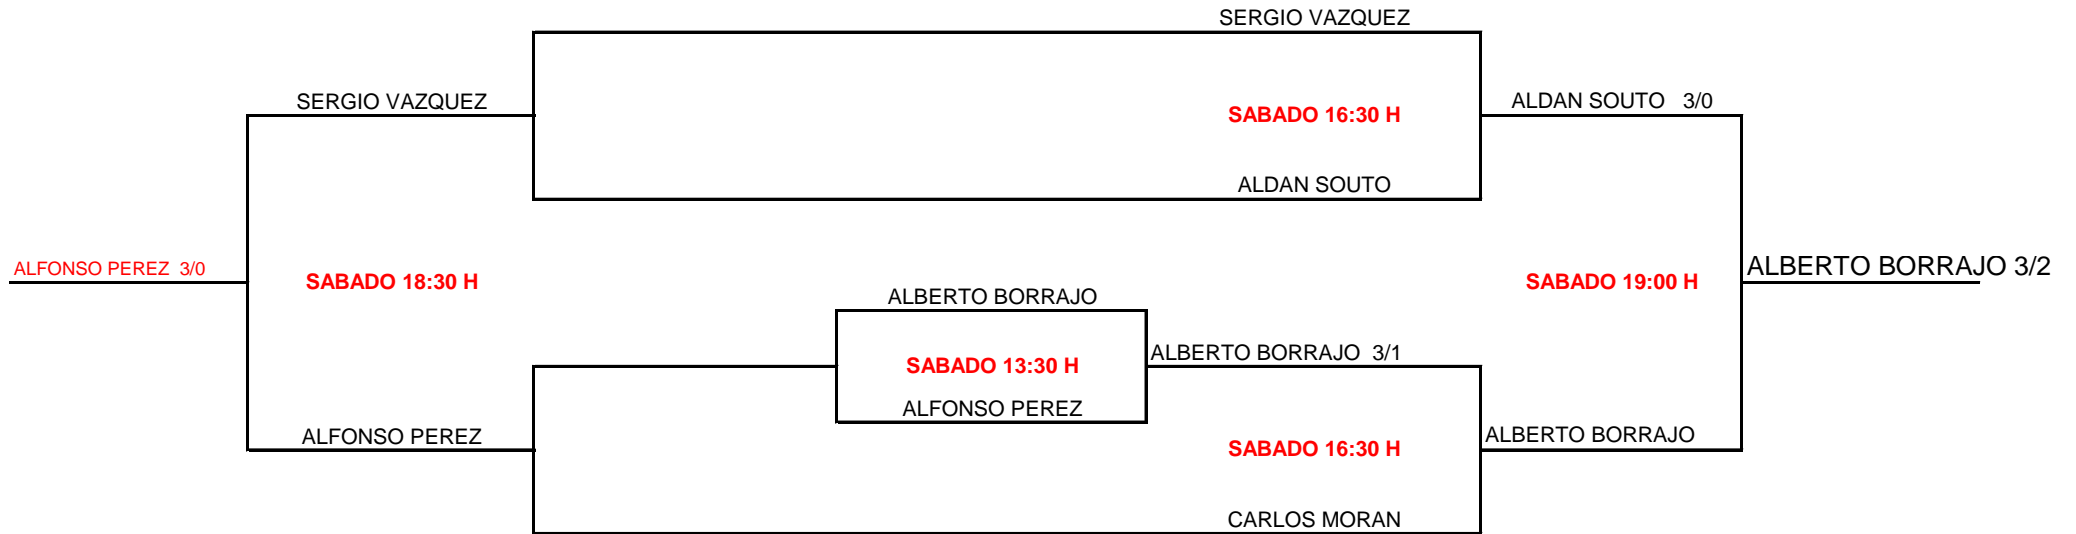 SERGIO VAZQUEZ
SERGIO VAZQUEZ
SABADO 16:30 H
ALDAN SOUTO 3/0
ALDAN SOUTO
ALFONSO PEREZ 3/0
SABADO 18:30 H
ALBERTO BORRAJO
SABADO 19:00 H
ALBERTO BORRAJO 3/2
SABADO 13:30 H
ALBERTO BORRAJO 3/1
ALFONSO PEREZ
ALFONSO PEREZ
SABADO 16:30 H
ALBERTO BORRAJO
CARLOS MORAN